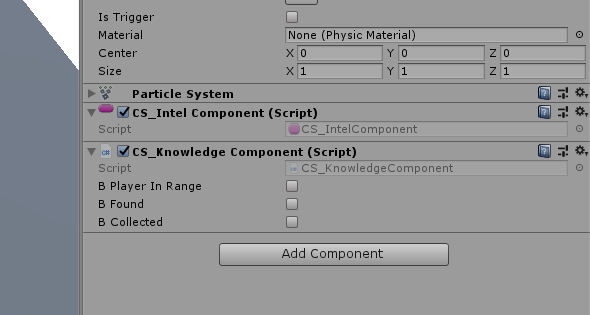 Is Trigger
Material None (Physic Material)
Center X 0 Y 0 Z 0
Size X 1 Y 1 Z 1
Particle System
CS_Intel Component (Script)
Script CS_IntelComponent
CS_Knowledge Component (Script)
Script CS_KnowledgeComponent
B Player In Range
B Found
B Collected
Add Component